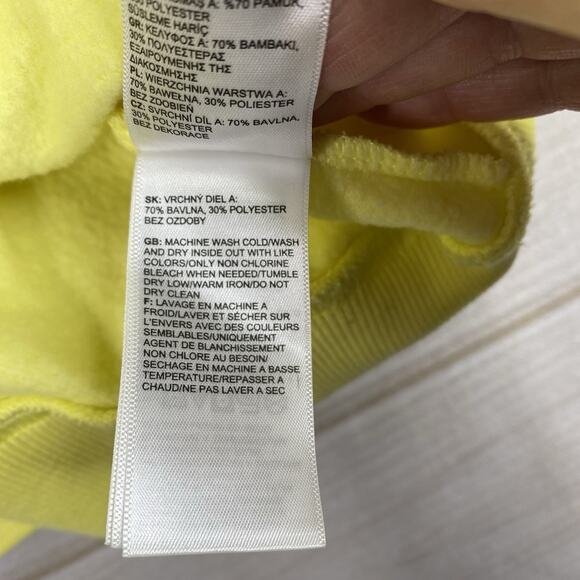 30% POLYESTER
SÜSLEME HARİÇ
GR: ΚΕΛΥΦΟΣ Α: 70% ΒΑΜΒΑΚΙ,
30% ΠΟΛΥΕΣΤΕΡΑΣ
ΕΞΑΙΡΟΥΜΕΝΗΣ ΤΗΣ
ΔΙΑΚΟΣΜΗΣΗΣ
PL: WIERZCHNIA WARSTWA A:
70% BAWEŁNA, 30% POLIESTER
BEZ ZDOBIEŃ
CZ: SVRCHNÍ DÍL A: 70% BAVLNA,
30% POLYESTER
BEZ DEKORACE
SK: VRCHNÝ DIEL A:
70% BAVLNA, 30% POLYESTER
BEZ OZDOBY
GB: MACHINE WASH COLD/WASH
AND DRY INSIDE OUT WITH LIKE
COLORS/ONLY NON CHLORINE
BLEACH WHEN NEEDED/TUMBLE
DRY LOW/WARM IRON/DO NOT
DRY CLEAN
F: LAVAGE EN MACHINE A
FROID/LAVER ET SÉCHER SUR
L'ENVERS AVEC DES COULEURS
SEMBLABLES/UNIQUEMENT
AGENT DE BLANCHISSEMENT
NON CHLORE AU BESOIN/
SECHAGE EN MACHINE A BASSE
TEMPERATURE/REPASSER A
CHAUD/NE PAS LAVER A SEC